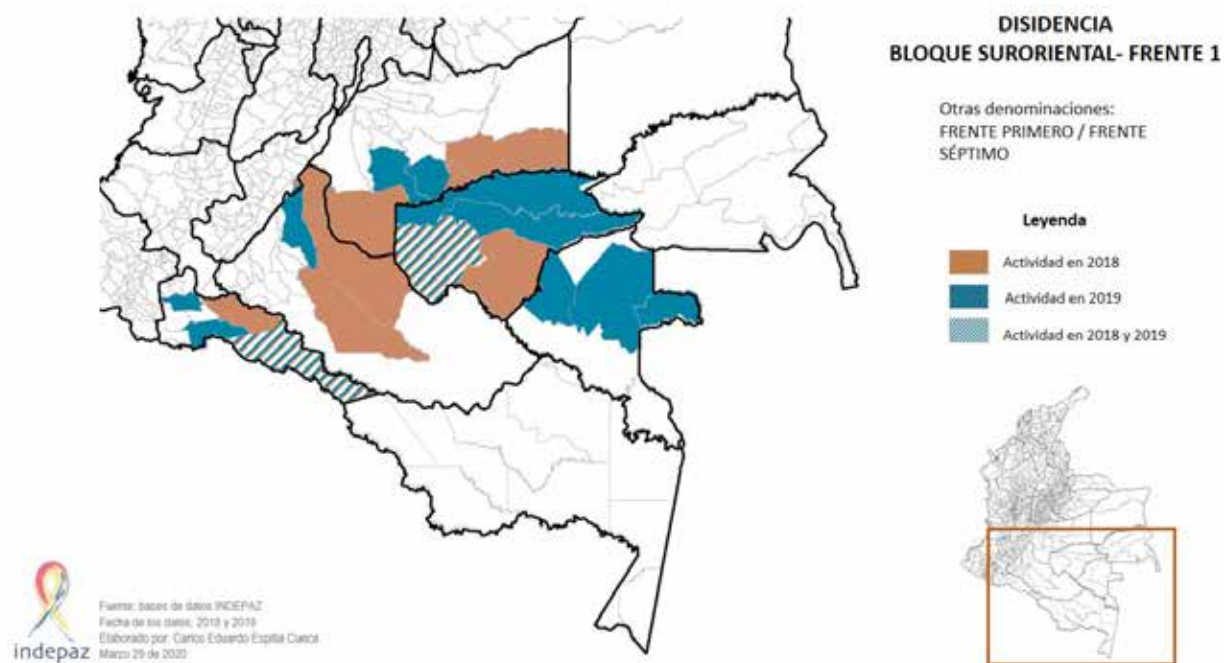 DISIDENCIA
BLOQUE SURORIENTAL- FRENTE 1
Otras denominaciones:
FRENTE PRIMERO / FRENTE
SÉPTIMO
Leyenda
Actividad en 2018
Actividad en 2019
Actividad en 2018 y 2019
indepaz
Fuente: bases de datos INDEPAZ
Fecha de los datos: 2018 y 2019
Elaborado por: Carlos Eduardo Espitia Cueca
Marzo 29 de 2020